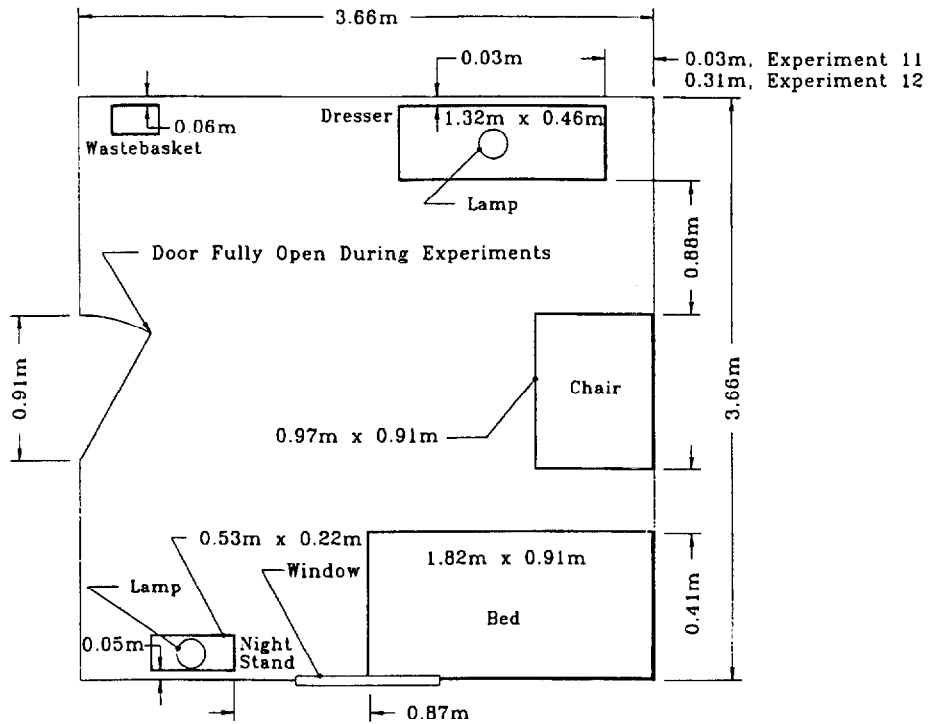 3.66m
0.03m
0.03m, Experiment 11
0.31m, Experiment 12
Dresser
1.32m x 0.46m
0.06m
Wastebasket
Lamp
Door Fully Open During Experiments
0.88m
0.91m
Chair
3.66m
0.97m x 0.91m
0.53m x 0.22m
Window
1.82m x 0.91m
Lamp
0.41m
Bed
0.05m
Night
Stand
0.87m